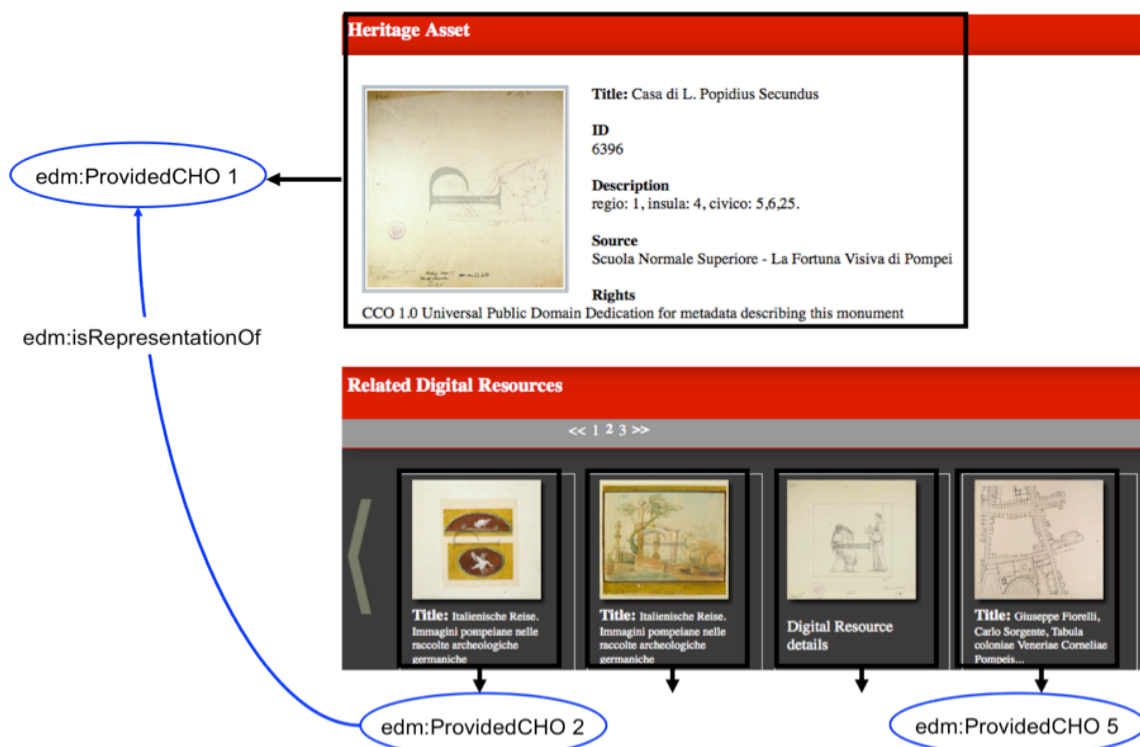 Heritage Asset
Title: Casa di L. Popidius Secundus
ID
6396
edm:ProvidedCHO 1
Description
regio: 1, insula: 4, civico: 5,6,25.
Source
Scuola Normale Superiore - La Fortuna Visiva di Pompei
Rights
CCO 1.0 Universal Public Domain Dedication for metadata describing this monument
edm:isRepresentationOf
Related Digital Resources
<< 1 2 3 >>
Title: Italienische Reise.
Immagini pompeiane nelle
raccolte archeologiche
germaniche
Title: Italienische Reise.
Immagini pompeiane nelle
raccolte archeologiche
germaniche
Digital Resource
details
Title: Giuseppe Fiorelli,
Carlo Sorgente, Tabula
coloniae Veneriae Corneliae
Pompeis...
edm:ProvidedCHO 2
edm:ProvidedCHO 5